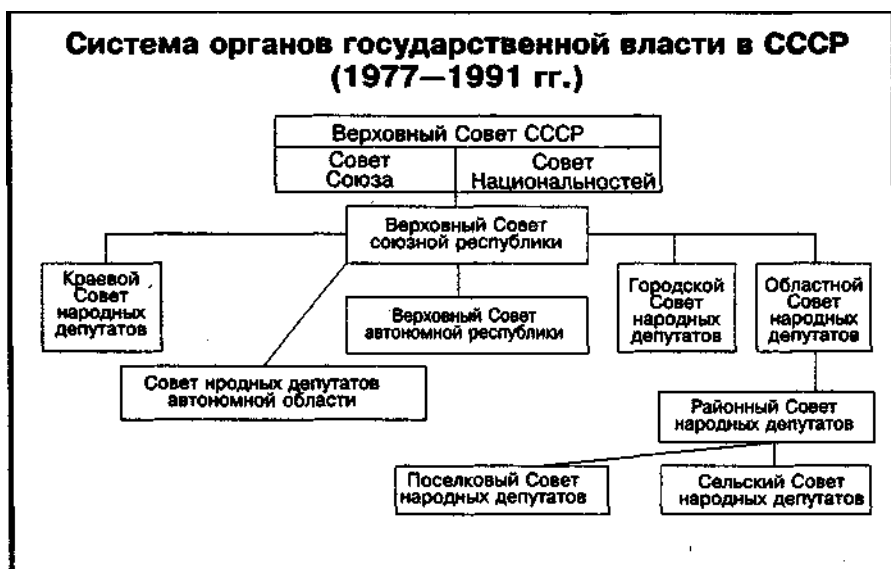 Система органов государственной власти в СССР
(1977—1991 гг.)
Верховный Совет СССР
Совет
Союза
Совет
Национальностей
Верховный Совет
союзной республики
Краевой
Совет
народных
депутатов
Верховный Совет
автономной республики
Городской
Совет
народных
депутатов
Областной
Совет
народных
депутатов
Совет нродных депутатов
автономной области
Районный Совет
народных депутатов
Поселковый Совет
народных депутатов
Сельский Совет
народных депутатов